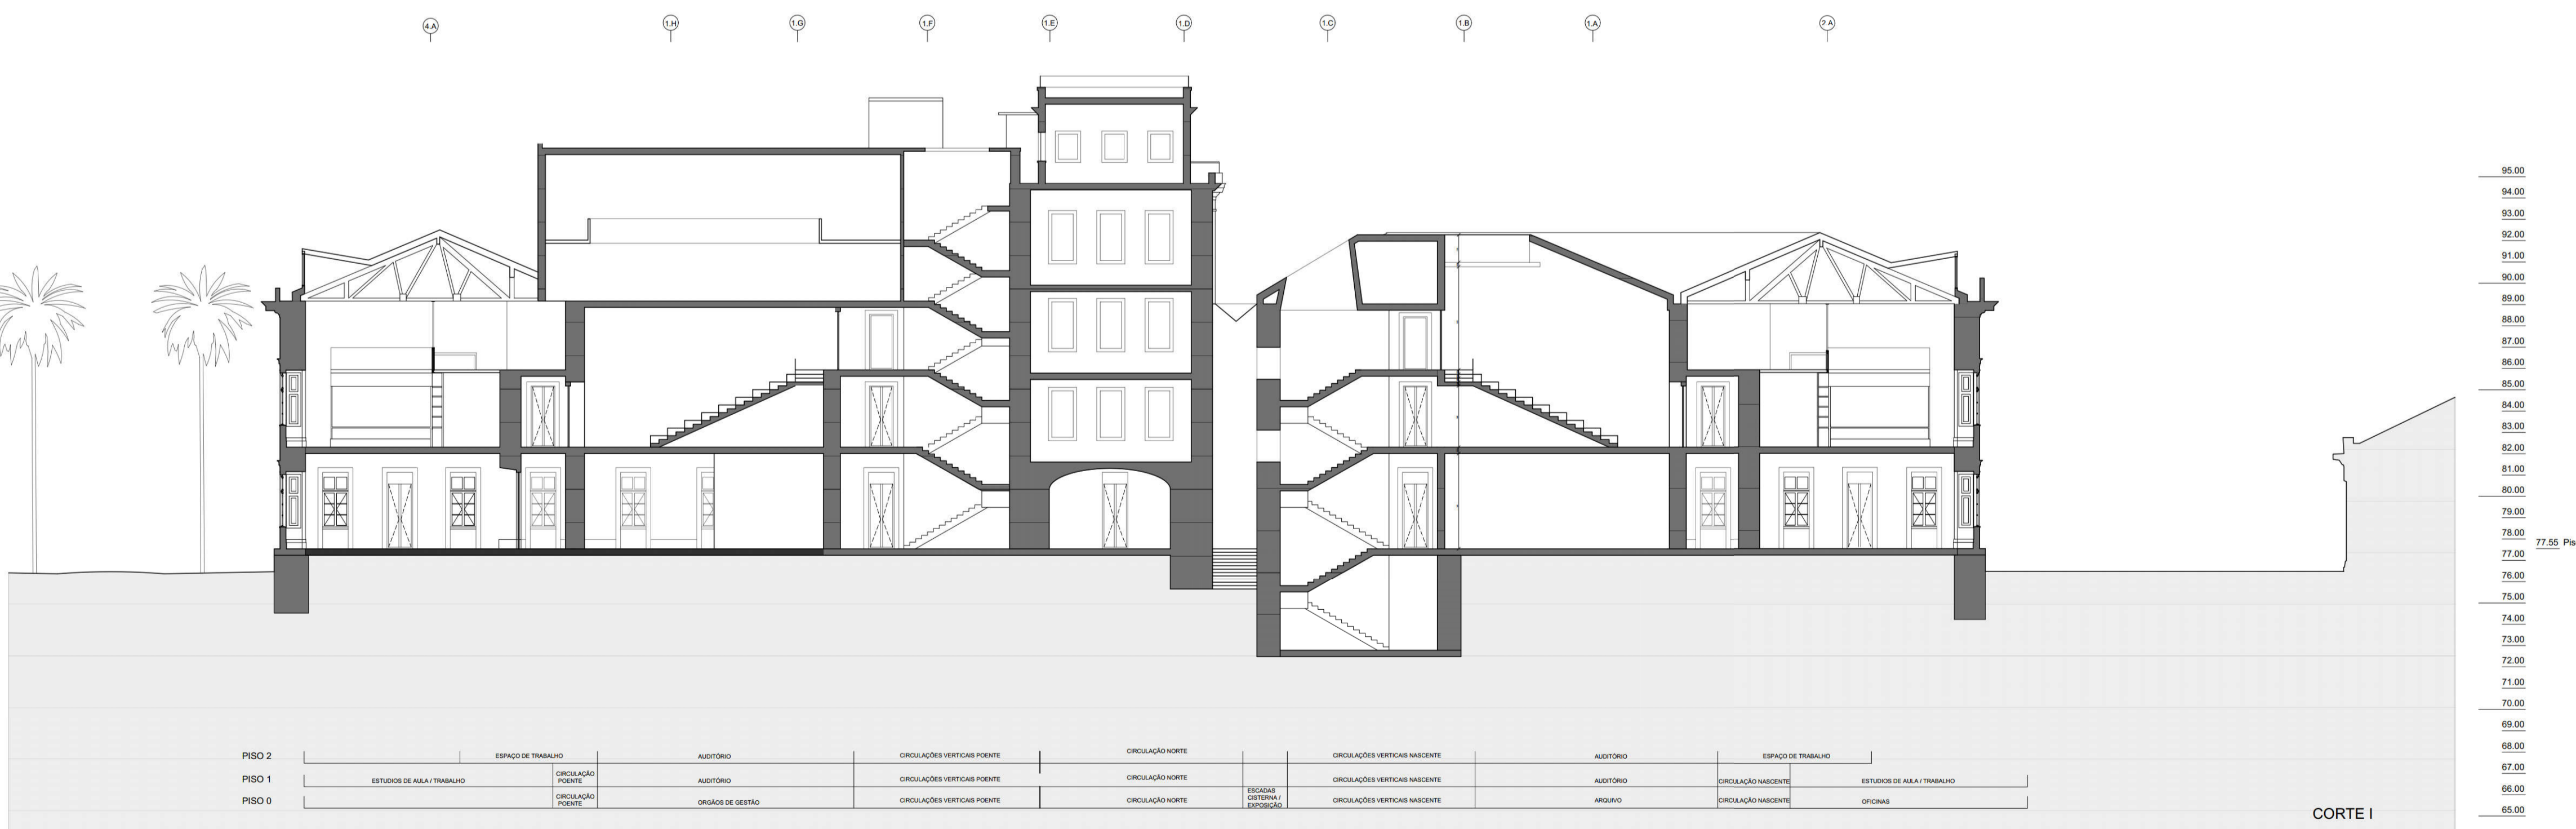 4.A
1.H
1.G
1.F
1.E
1.D
1.C
1.B
1.A
2.A
95.00
94.00
93.00
92.00
91.00
90.00
89.00
88.00
87.00
86.00
85.00
84.00
83.00
82.00
81.00
80.00
79.00
78.00
77.55 Pis
77.00
76.00
75.00
74.00
73.00
72.00
71.00
70.00
69.00
68.00
67.00
66.00
65.00
PISO 2
ESPAÇO DE TRABALHO
AUDITÓRIO
CIRCULAÇÕES VERTICAIS POENTE
CIRCULAÇÃO NORTE
CIRCULAÇÕES VERTICAIS NASCENTE
AUDITÓRIO
ESPAÇO DE TRABALHO
PISO 1
ESTUDIOS DE AULA / TRABALHO
CIRCULAÇÃO
POENTE
AUDITÓRIO
CIRCULAÇÕES VERTICAIS POENTE
CIRCULAÇÃO NORTE
CIRCULAÇÕES VERTICAIS NASCENTE
AUDITÓRIO
CIRCULAÇÃO NASCENTE
ESTUDIOS DE AULA / TRABALHO
PISO 0
CIRCULAÇÃO
POENTE
ORGÃOS DE GESTÃO
CIRCULAÇÕES VERTICAIS POENTE
CIRCULAÇÃO NORTE
ESCADAS
CISTERNA /
EXPOSIÇÃO
CIRCULAÇÕES VERTICAIS NASCENTE
ARQUIVO
CIRCULAÇÃO NASCENTE
OFICINAS
CORTE I